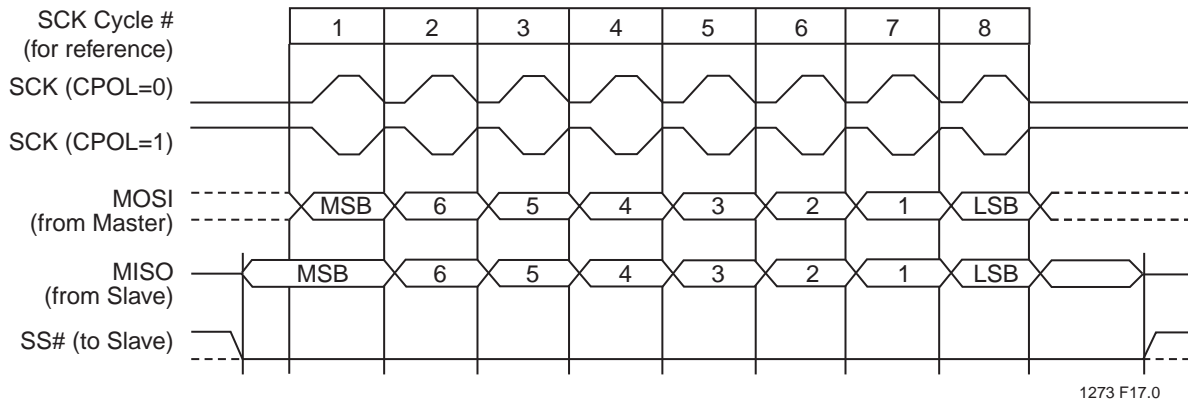 SCK Cycle #
(for reference)
1 2 3 4 5 6 7 8
SCK (CPOL=0)
SCK (CPOL=1)
MOSI
(from Master)
MSB 6 5 4 3 2 1 LSB
MISO
(from Slave)
MSB 6 5 4 3 2 1 LSB
SS# (to Slave)
1273 F17.0